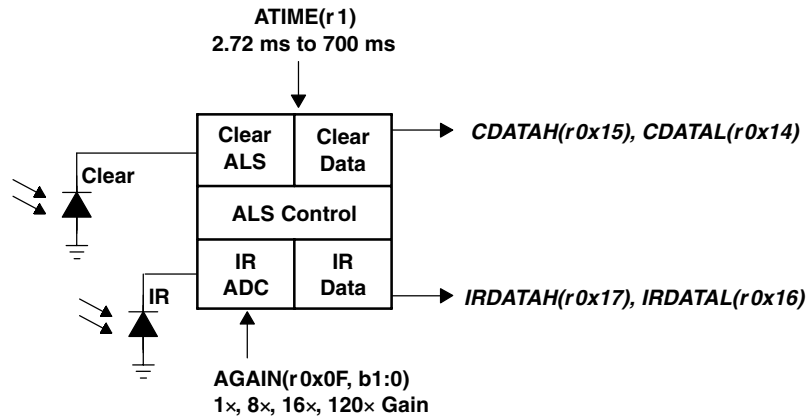 ATIME(r1)
2.72 ms to 700 ms
Clear
ALS
Clear
Data
CDATAH(r0x15), CDATAL(r0x14)
Clear
ALS Control
IR
ADC
IR
Data
IR
IRDATAH(r0x17), IRDATAL(r0x16)
AGAIN(r0x0F, b1:0)
1×, 8×, 16×, 120× Gain